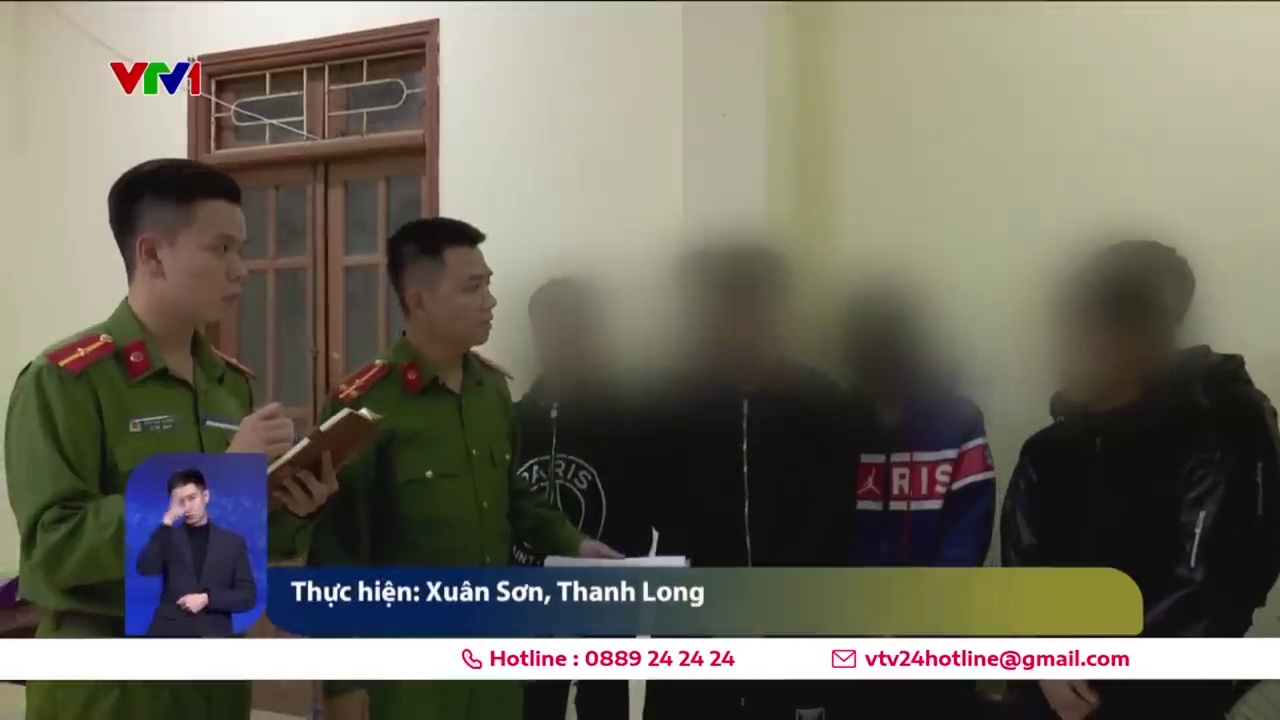 VTV1
PARIS
RIS
Thực hiện: Xuân Sơn, Thanh Long
Hotline : 0889 24 24 24
vtv24hotline@gmail.com